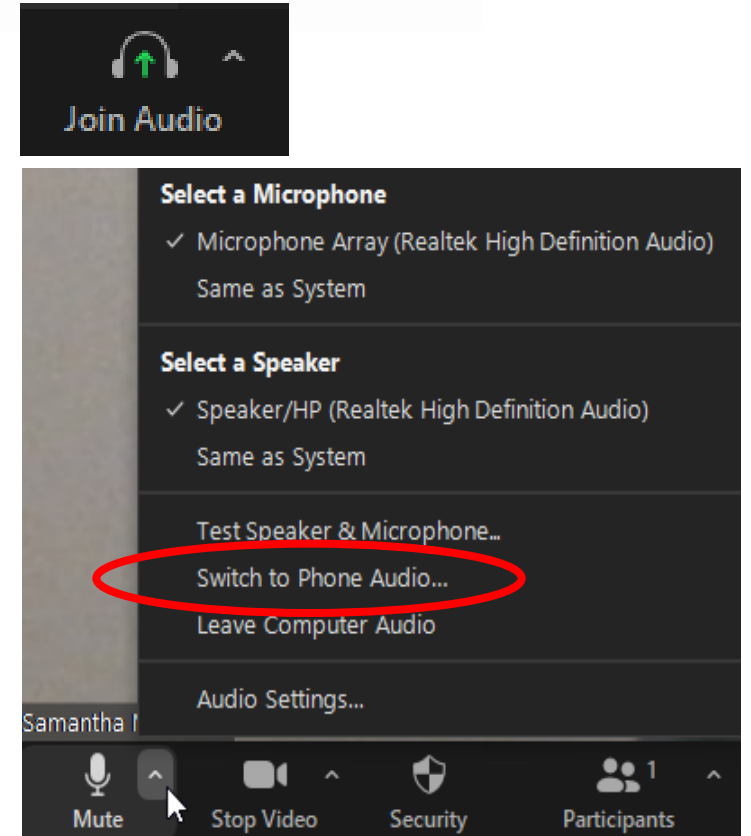 Join Audio
Select a Microphone
Microphone Array (Realtek High Definition Audio)
Same as System
Select a Speaker
Speaker/HP (Realtek High Definition Audio)
Same as System
Test Speaker & Microphone...
Switch to Phone Audio...
Leave Computer Audio
Audio Settings...
Samantha
1
Mute Stop Video Security Participants